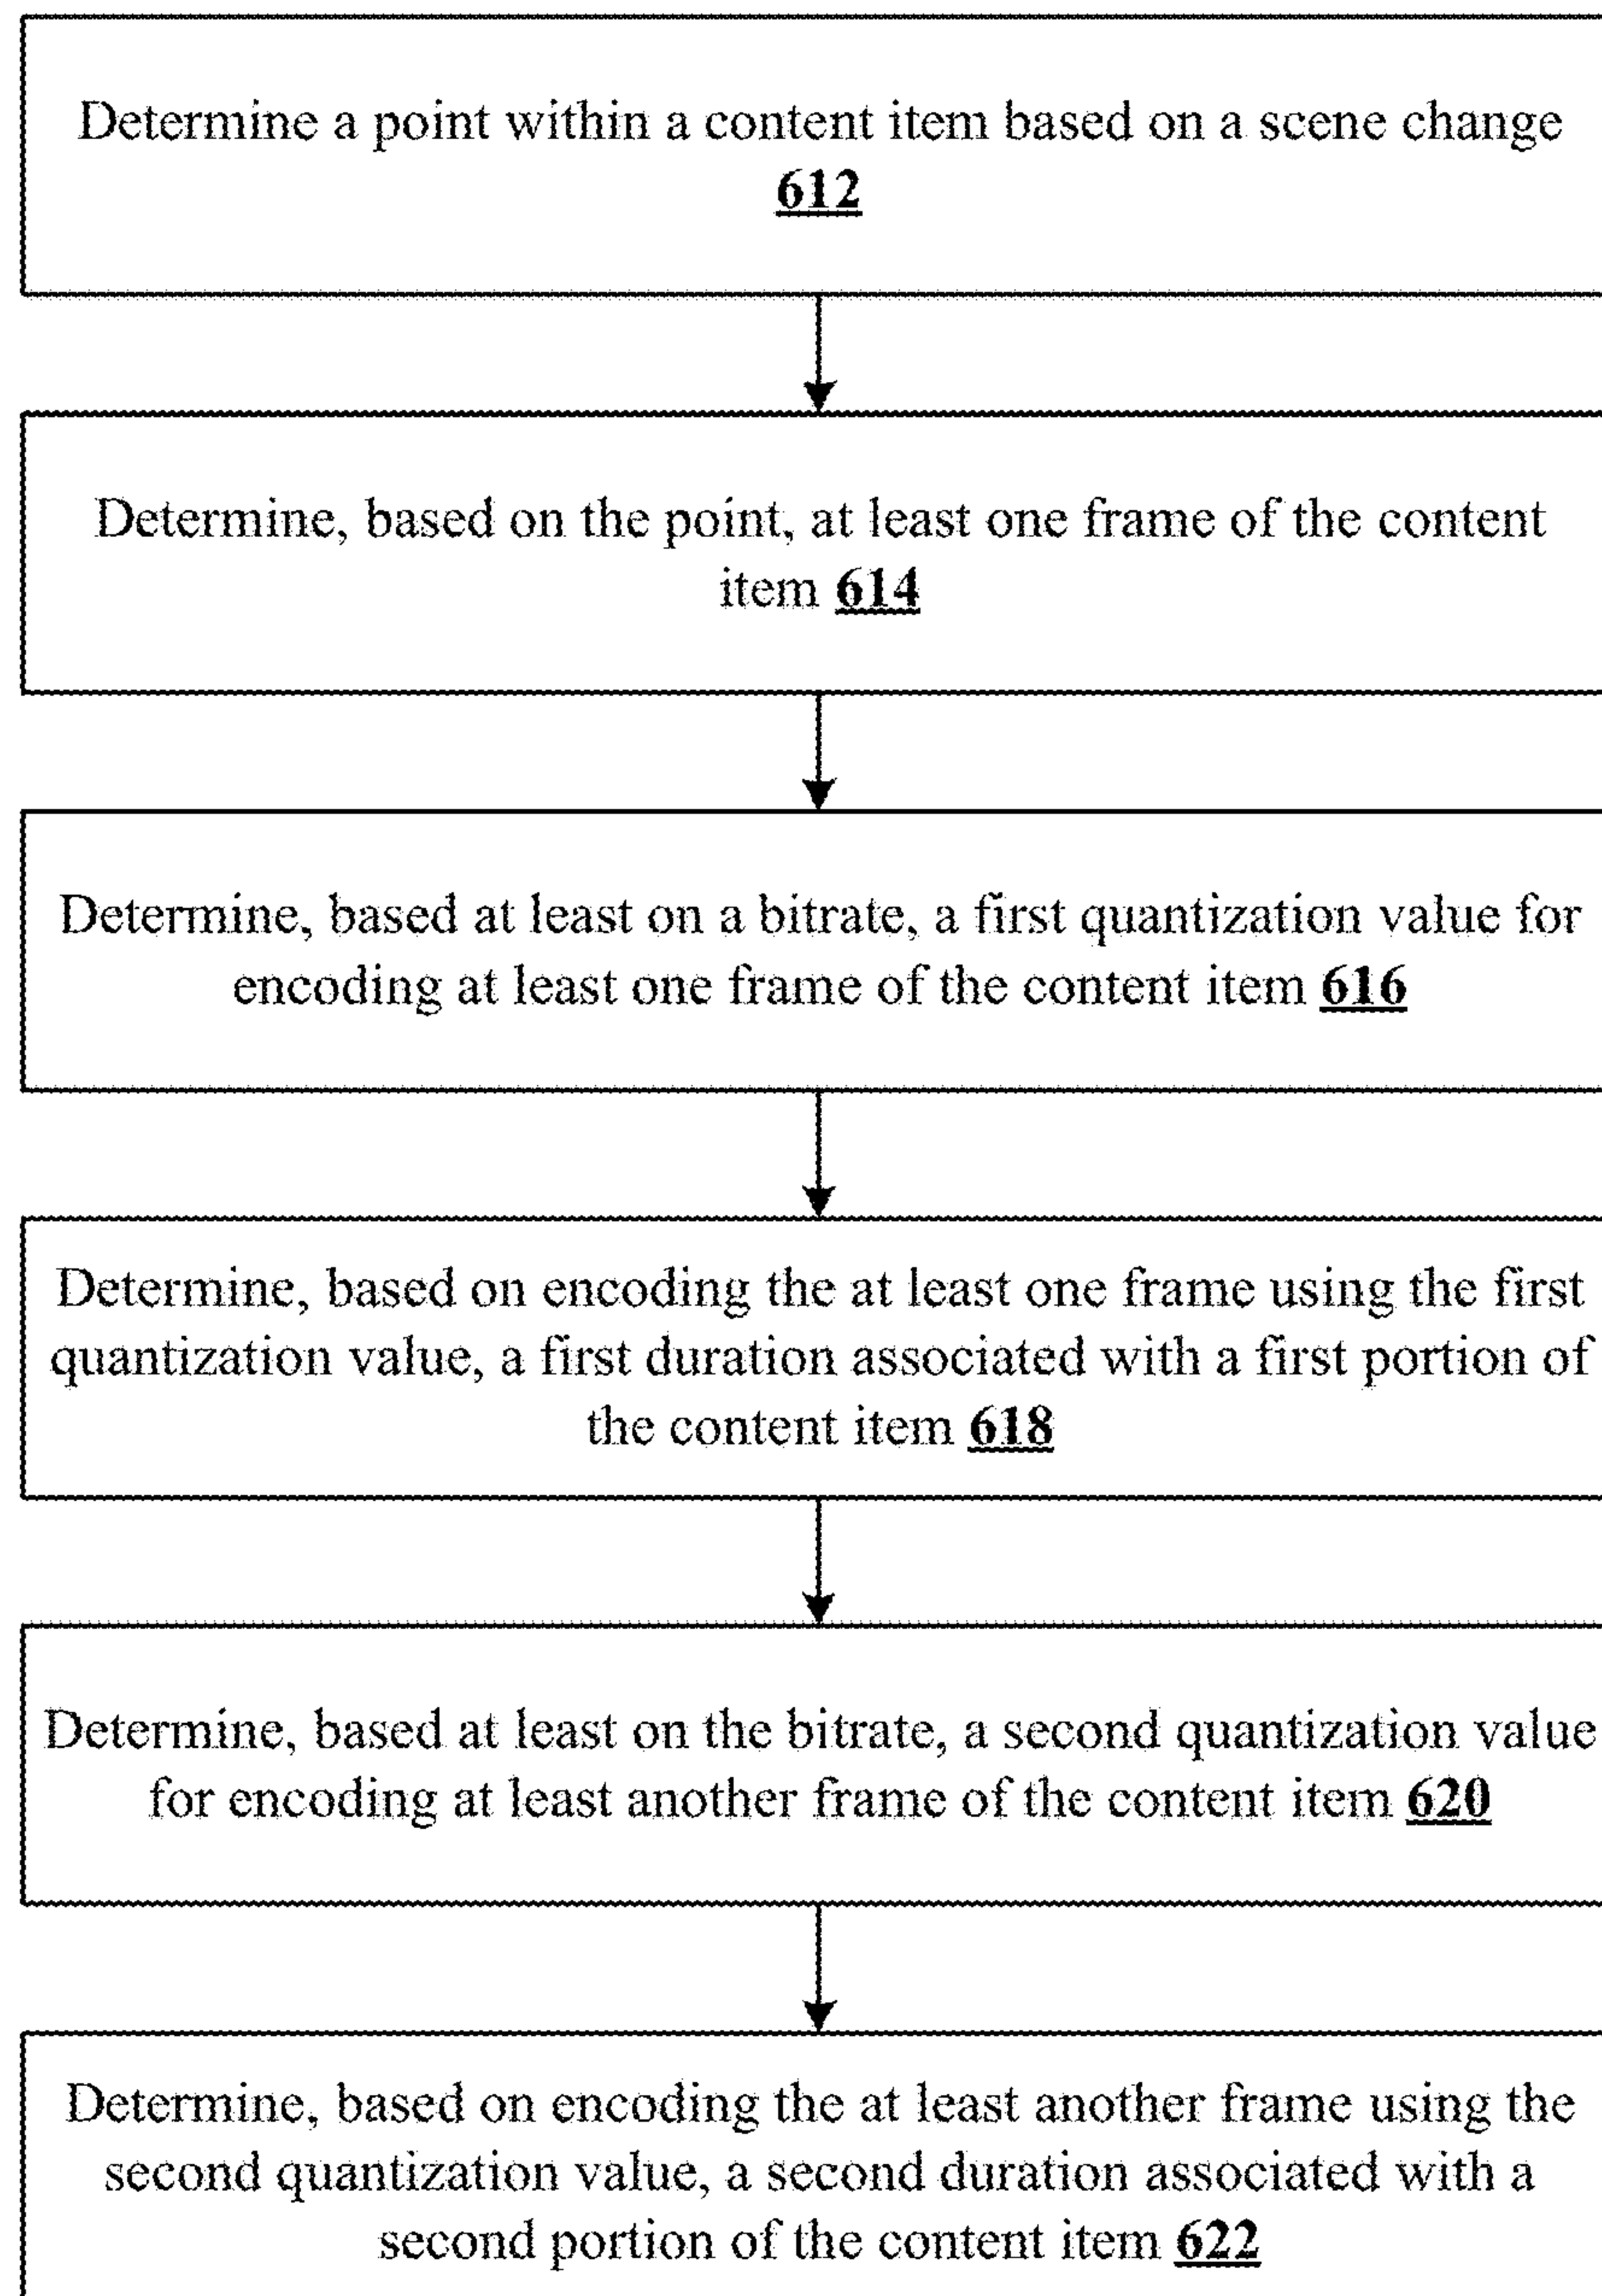 Determine a point within a content item based on a scene change
612
Determine, based on the point, at least one frame of the content
item 614
Determine, based at least on a bitrate, a first quantization value for
encoding at least one frame of the content item 616
Determine, based on encoding the at least one frame using the first
quantization value, a first duration associated with a first portion of
the content item 618
Determine, based at least on the bitrate, a second quantization value
for encoding at least another frame of the content item 620
Determine, based on encoding the at least another frame using the
second quantization value, a second duration associated with a
second portion of the content item 622